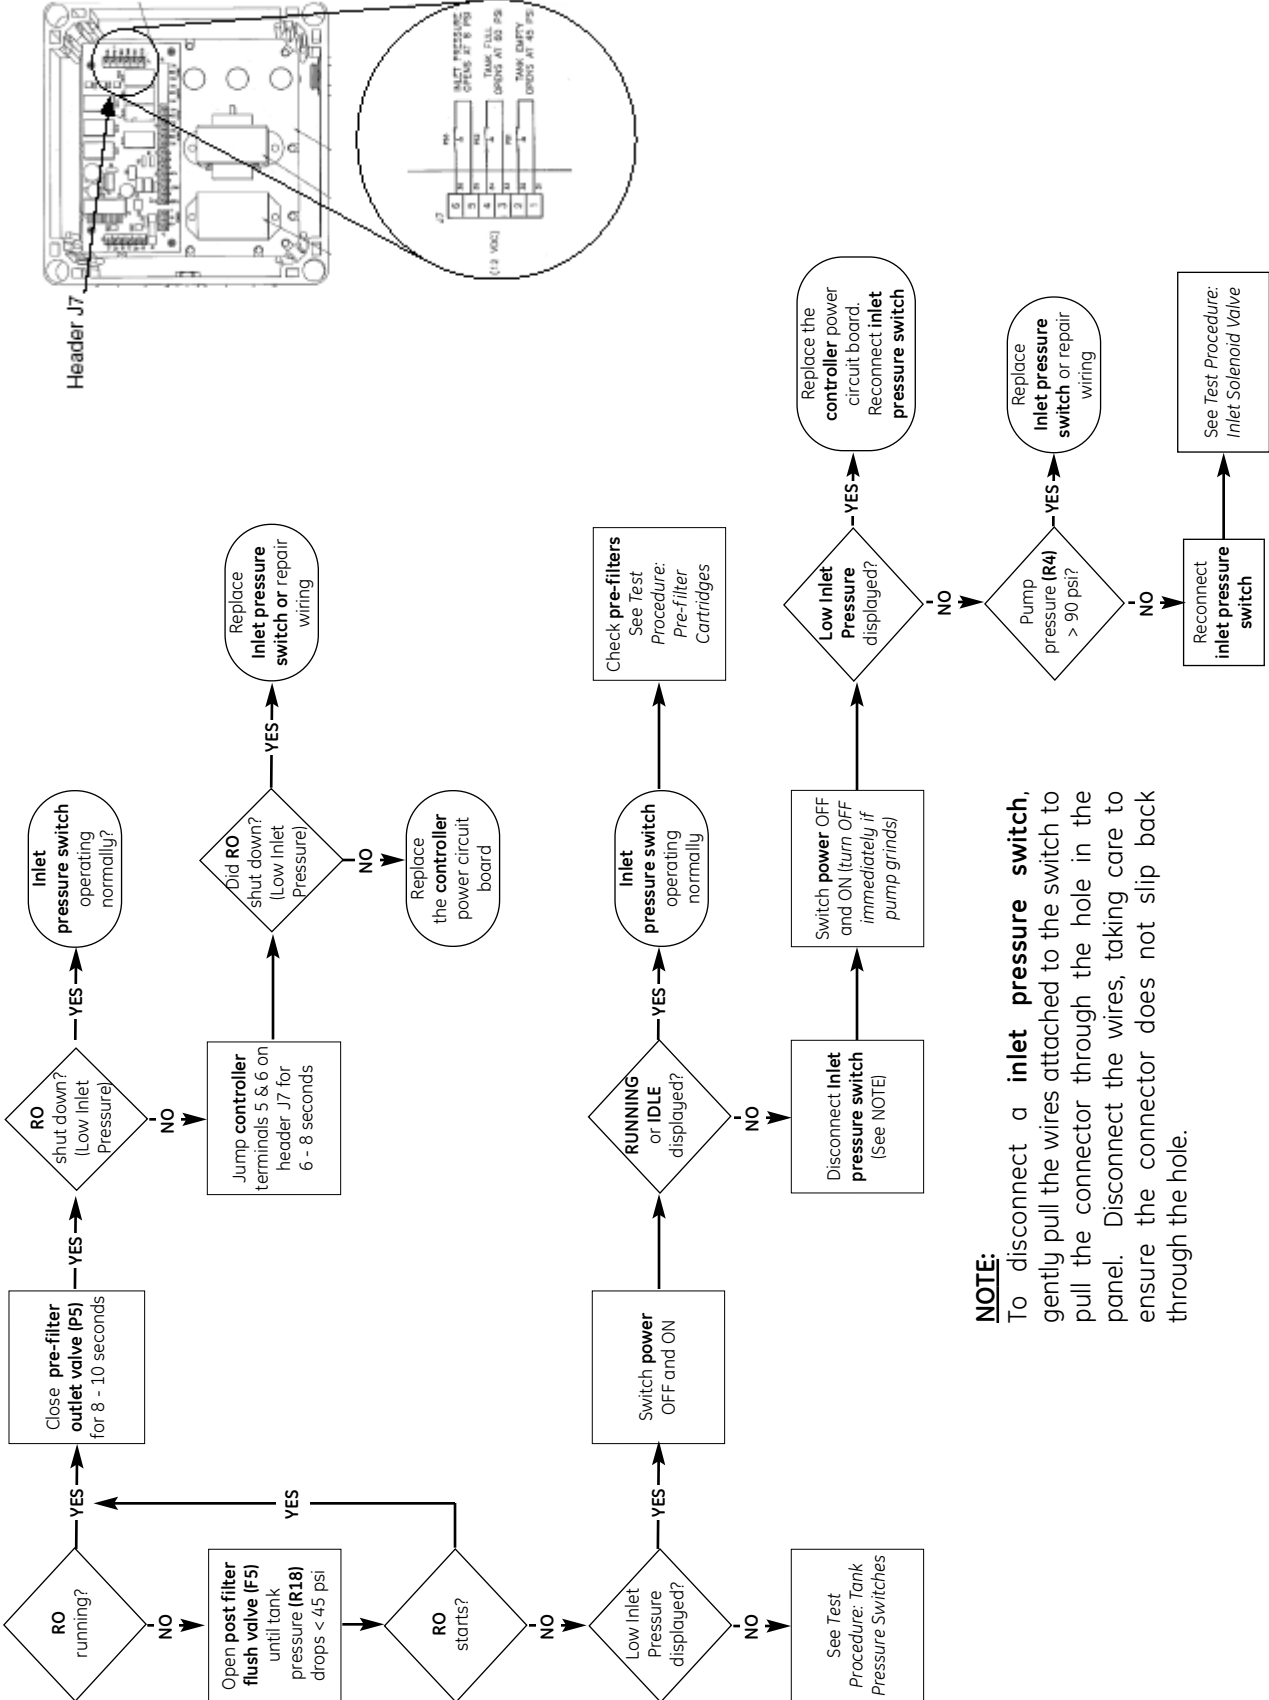 RO
running?
YES
NO
Close pre-filter
outlet valve (P5)
for 8 - 10 seconds
YES
RO
shut down?
(Low Inlet
Pressure)
YES
NO
Inlet
pressure switch
operating
normally?
Open post filter
flush valve (F5)
until tank
pressure (R18)
drops < 45 psi
Jump controller
terminals 5 & 6 on
header J7 for
6 - 8 seconds
Did RO
shut down?
(Low Inlet
Pressure)
YES
NO
Replace
Inlet pressure
switch or repair
wiring
Replace
the controller
power circuit
board
RO
starts?
YES
NO
Low Inlet
Pressure
displayed?
YES
NO
Switch power
OFF and ON
RUNNING
or IDLE
displayed?
YES
NO
Inlet
pressure switch
operating
normally
Check pre-filters
See Test
Procedure:
Pre-filter
Cartridges
See Test
Procedure: Tank
Pressure Switches
Disconnect Inlet
pressure switch
(See NOTE)
Switch power OFF
and ON (turn OFF
immediately if
pump grinds)
Low Inlet
Pressure
displayed?
YES
NO
Replace the
controller power
circuit board.
Reconnect inlet
pressure switch
Pump
pressure (R4)
> 90 psi?
YES
NO
Replace
Inlet pressure
switch or repair
wiring
Reconnect
inlet pressure
switch
See Test Procedure:
Inlet Solenoid Valve
NOTE:
To disconnect a inlet pressure switch,
gently pull the wires attached to the switch to
pull the connector through the hole in the
panel. Disconnect the wires, taking care to
ensure the connector does not slip back
through the hole.
Header J7
J7
(12 VDC)
6
5
4
3
2
1
INLET PRESSURE
OPENS AT 8 PSI
TANK FULL
OPENS AT 60 PSI
TANK EMPTY
OPENS AT 45 PSI